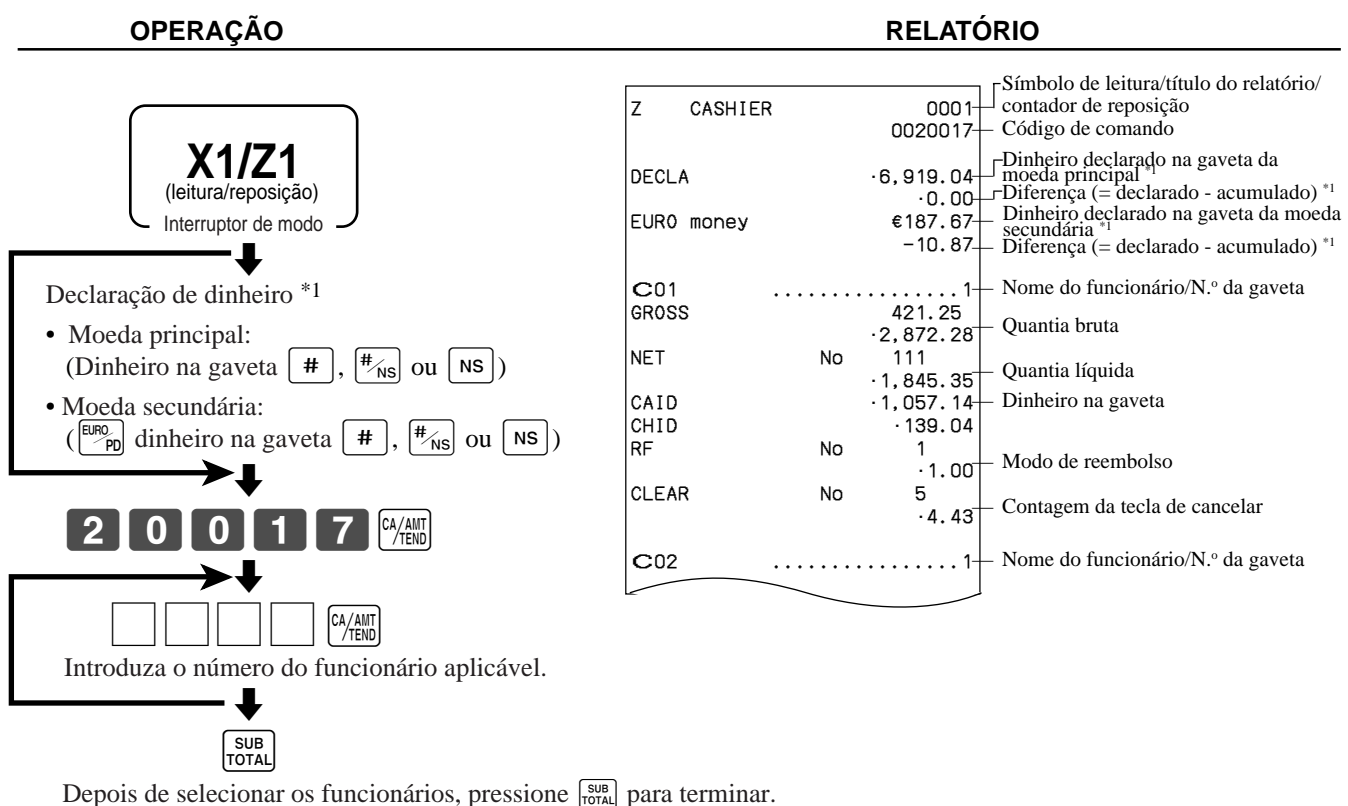 OPERAÇÃO
X1/Z1
(leitura/reposição)
Interruptor de modo
Declaração de dinheiro *1
• Moeda principal:
(Dinheiro na gaveta #, #/NS ou NS)
• Moeda secundária:
(EURO/PD dinheiro na gaveta #, #/NS ou NS)
2 0 0 1 7 CA/AMT/TEND
CA/AMT/TEND
Introduza o número do funcionário aplicável.
SUB TOTAL
Depois de selecionar os funcionários, pressione SUB TOTAL para terminar.
RELATÓRIO
Z CASHIER 0001
0020017
DECLA ·6,919.04
·0.00
EURO money €187.67
-10.87
C01 ................1
GROSS 421.25
·2,872.28
NET No 111
·1,845.35
CAID ·1,057.14
CHID ·139.04
RF No 1
·1.00
CLEAR No 5
·4.43
C02 ................1
Símbolo de leitura/título do relatório/
contador de reposição
Código de comando
Dinheiro declarado na gaveta da
moeda principal *1
Diferença (= declarado - acumulado) *1
Dinheiro declarado na gaveta da moeda
secundária *1
Diferença (= declarado - acumulado) *1
Nome do funcionário/N.º da gaveta
Quantia bruta
Quantia líquida
Dinheiro na gaveta
Modo de reembolso
Contagem da tecla de cancelar
Nome do funcionário/N.º da gaveta